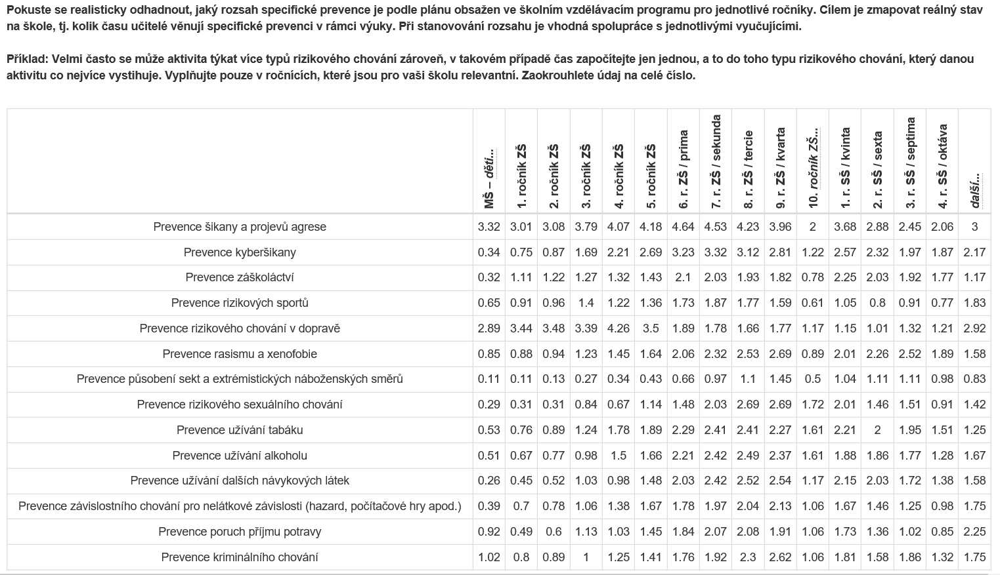 Pokuste se realisticky odhadnout, jaký rozsah specifické prevence je podle plánu obsažen ve školním vzdělávacím programu pro jednotlivé ročníky. Cílem je zmapovat reálný stav
na škole, tj. kolik času učitelé věnují specifické prevenci v rámci výuky. Při stanovování rozsahu je vhodná spolupráce s jednotlivými vyučujícími.
Příklad: Velmi často se může aktivita týkat více typů rizikového chování zároveň, v takovém případě čas započítejte jen jednou, a to do toho typu rizikového chování, který danou
aktivitu co nejvíce vystihuje. Vyplňujte pouze v ročnících, které jsou pro vaši školu relevantní. Zaokrouhlete údaj na celé číslo.
MŠ – děti... 1. ročník ZŠ 2. ročník ZŠ 3. ročník ZŠ 4. ročník ZŠ 5. ročník ZŠ 6. r. ZŠ / prima 7. r. ZŠ / sekunda 8. r. ZŠ / tercie 9. r. ZŠ / kvarta 10. ročník ZŠ... 1. r. SŠ / kvinta 2. r. SŠ / sexta 3. r. SŠ / septima 4. r. SŠ / oktáva další...
Prevence šikany a projevů agrese 3.32 3.01 3.08 3.79 4.07 4.18 4.64 4.53 4.23 3.96 2 3.68 2.88 2.45 2.06 3
Prevence kyberšikany 0.34 0.75 0.87 1.69 2.21 2.69 3.23 3.32 3.12 2.81 1.22 2.57 2.32 1.97 1.87 2.17
Prevence záškoláctví 0.32 1.11 1.22 1.27 1.32 1.43 2.1 2.03 1.93 1.82 0.78 2.25 2.03 1.92 1.77 1.17
Prevence rizikových sportů 0.65 0.91 0.96 1.4 1.22 1.36 1.73 1.87 1.77 1.59 0.61 1.05 0.8 0.91 0.77 1.83
Prevence rizikového chování v dopravě 2.89 3.44 3.48 3.39 4.26 3.5 1.89 1.78 1.66 1.77 1.17 1.15 1.01 1.32 1.21 2.92
Prevence rasismu a xenofobie 0.85 0.88 0.94 1.23 1.45 1.64 2.06 2.32 2.53 2.69 0.89 2.01 2.26 2.52 1.89 1.58
Prevence působení sekt a extrémistických náboženských směrů 0.11 0.11 0.13 0.27 0.34 0.43 0.66 0.97 1.1 1.45 0.5 1.04 1.11 1.11 0.98 0.83
Prevence rizikového sexuálního chování 0.29 0.31 0.31 0.84 0.67 1.14 1.48 2.03 2.69 2.69 1.72 2.01 1.46 1.51 0.91 1.42
Prevence užívání tabáku 0.53 0.76 0.89 1.24 1.78 1.89 2.29 2.41 2.41 2.27 1.61 2.21 2 1.95 1.51 1.25
Prevence užívání alkoholu 0.51 0.67 0.77 0.98 1.5 1.66 2.21 2.42 2.49 2.37 1.61 1.88 1.86 1.77 1.28 1.67
Prevence užívání dalších návykových látek 0.26 0.45 0.52 1.03 0.98 1.48 2.03 2.42 2.52 2.54 1.17 2.15 2.03 1.72 1.38 1.58
Prevence závislostního chování pro nelátkové závislosti (hazard, počítačové hry apod.) 0.39 0.7 0.78 1.06 1.38 1.67 1.78 1.97 2.04 2.13 1.06 1.67 1.46 1.25 0.98 1.75
Prevence poruch příjmu potravy 0.92 0.49 0.6 1.13 1.03 1.45 1.84 2.07 2.08 1.91 1.06 1.73 1.36 1.02 0.85 2.25
Prevence kriminálního chování 1.02 0.8 0.89 1 1.25 1.41 1.76 1.92 2.3 2.62 1.06 1.81 1.58 1.86 1.32 1.75